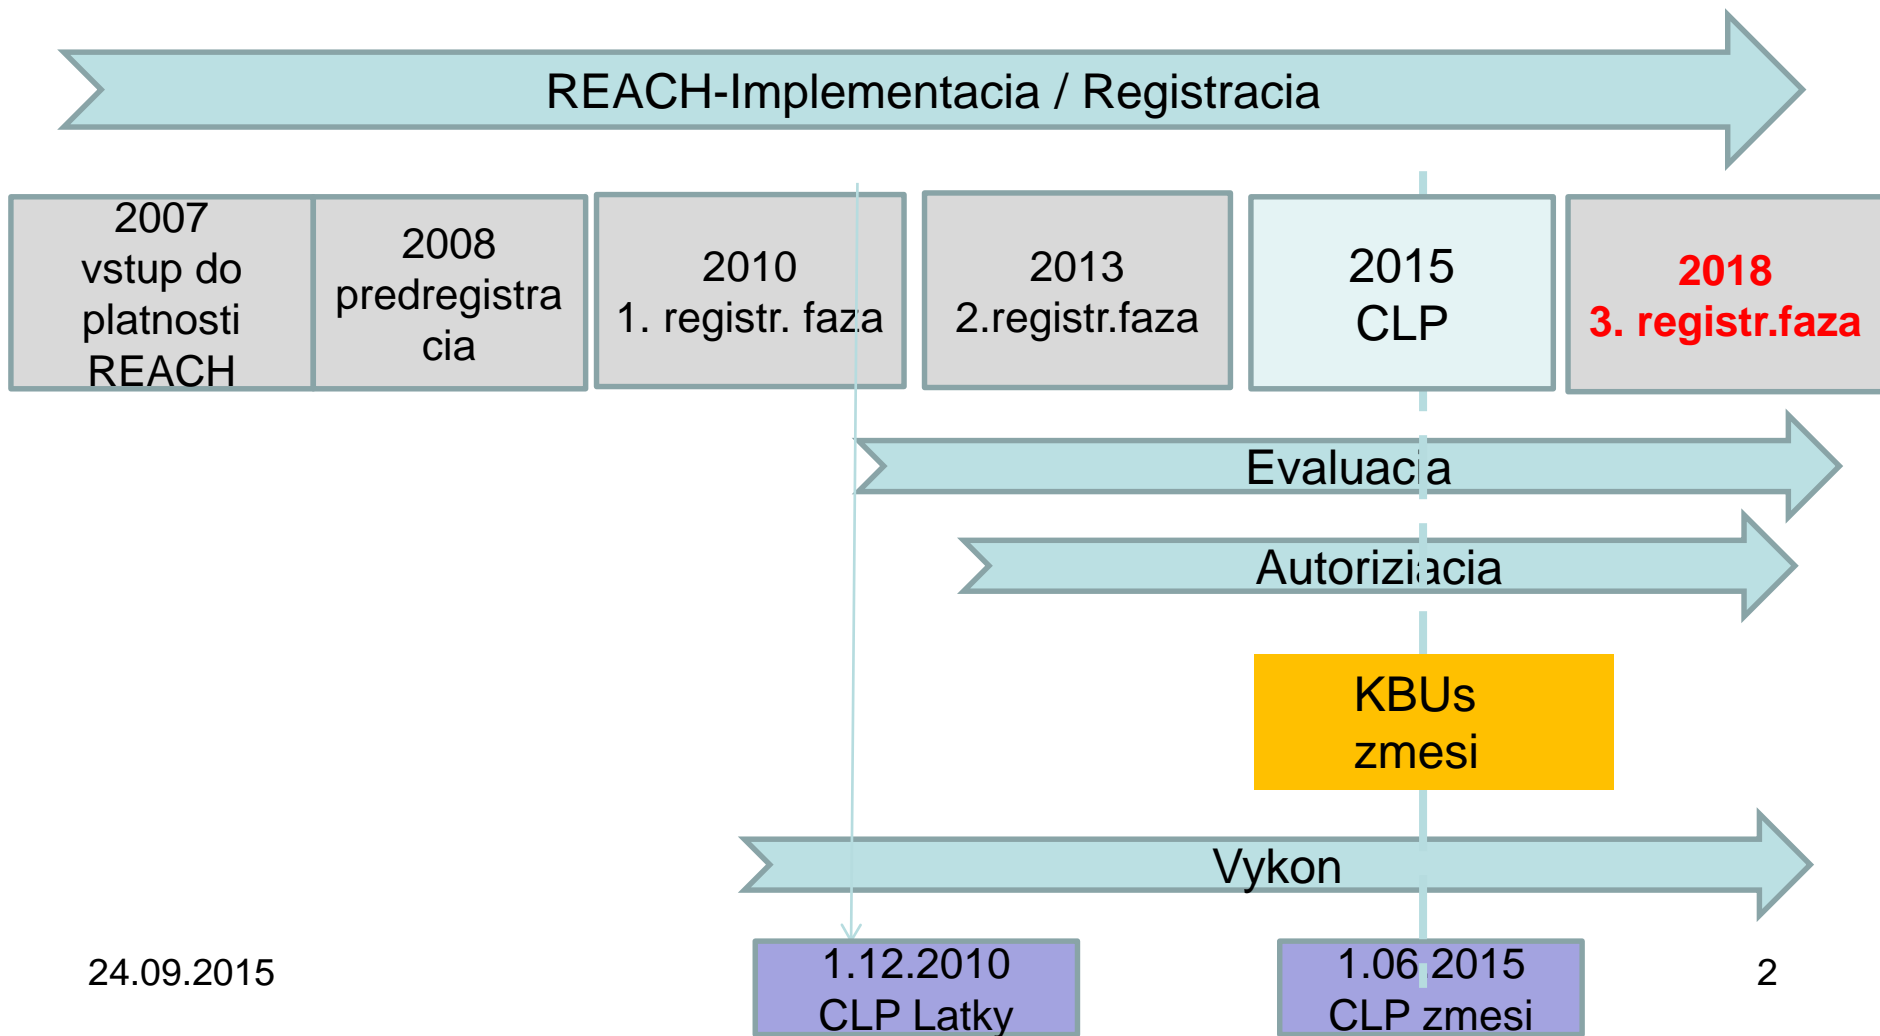 REACH-Implementacia / Registracia
2007
vstup do
platnosti
REACH
2008
predregistra
cia
2010
1. registr. faza
2013
2.registr.faza
2015
CLP
2018
3. registr.faza
Evaluacia
Autoriziacia
KBUs
zmesi
Vykon
1.12.2010
CLP Latky
1.06.2015
CLP zmesi
24.09.2015
2